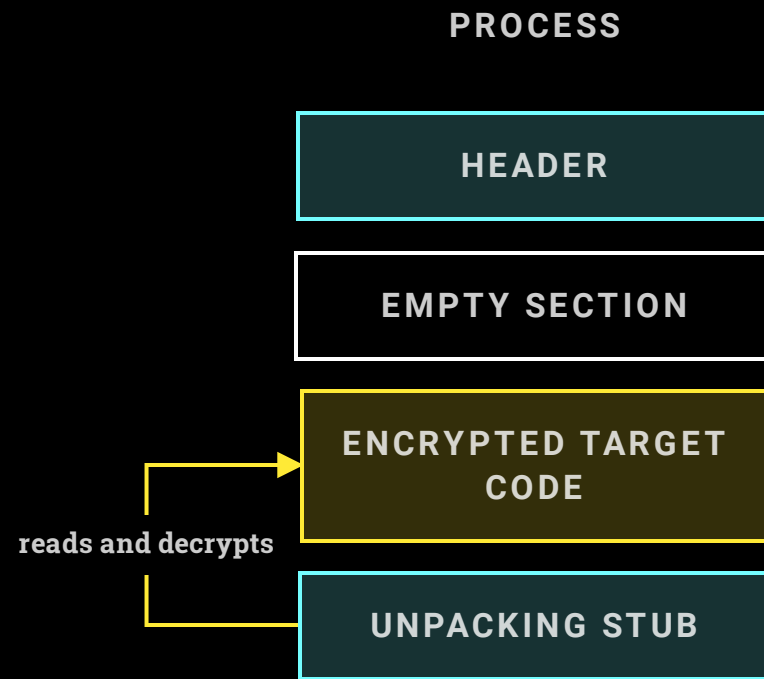 PROCESS
HEADER
EMPTY SECTION
ENCRYPTED TARGET
CODE
reads and decrypts
UNPACKING STUB